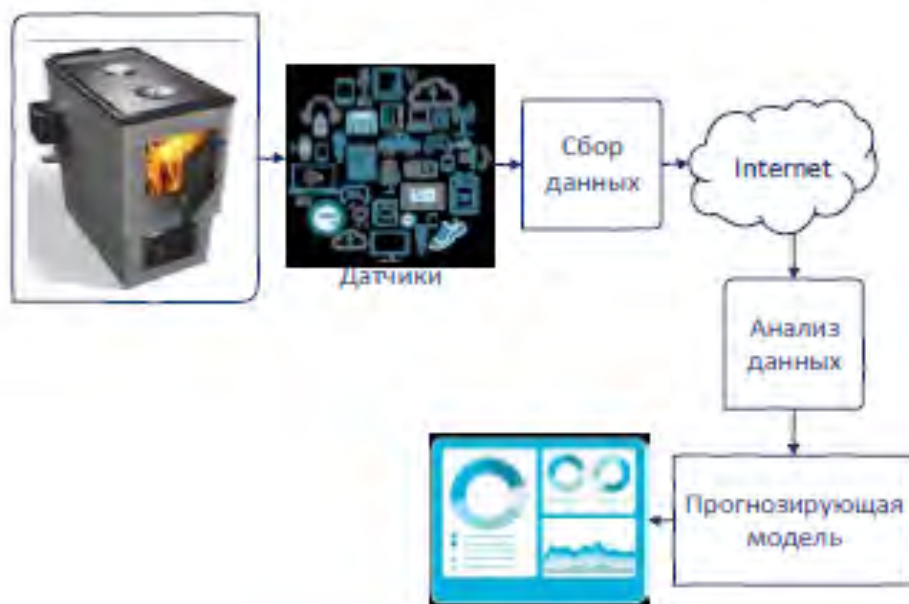 Датчики
Сбор
данных
Internet
Анализ
данных
Прогнозирующая
модель